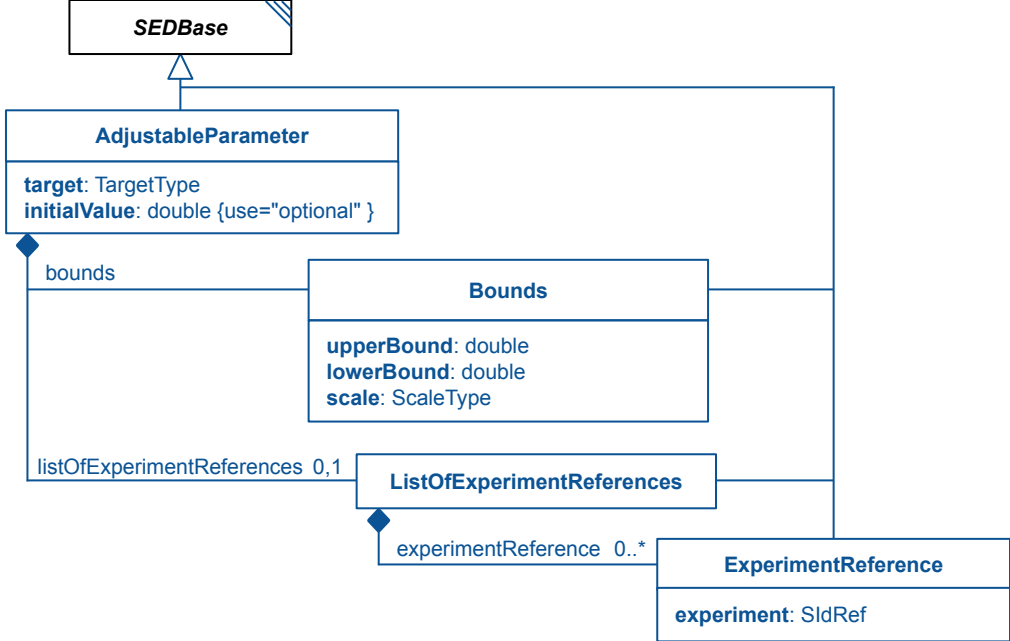 SEDBase
AdjustableParameter
target: TargetType
initialValue: double {use="optional" }
bounds
Bounds
upperBound: double
lowerBound: double
scale: ScaleType
listOfExperimentReferences 0,1
ListOfExperimentReferences
experimentReference 0..*
ExperimentReference
experiment: SIdRef